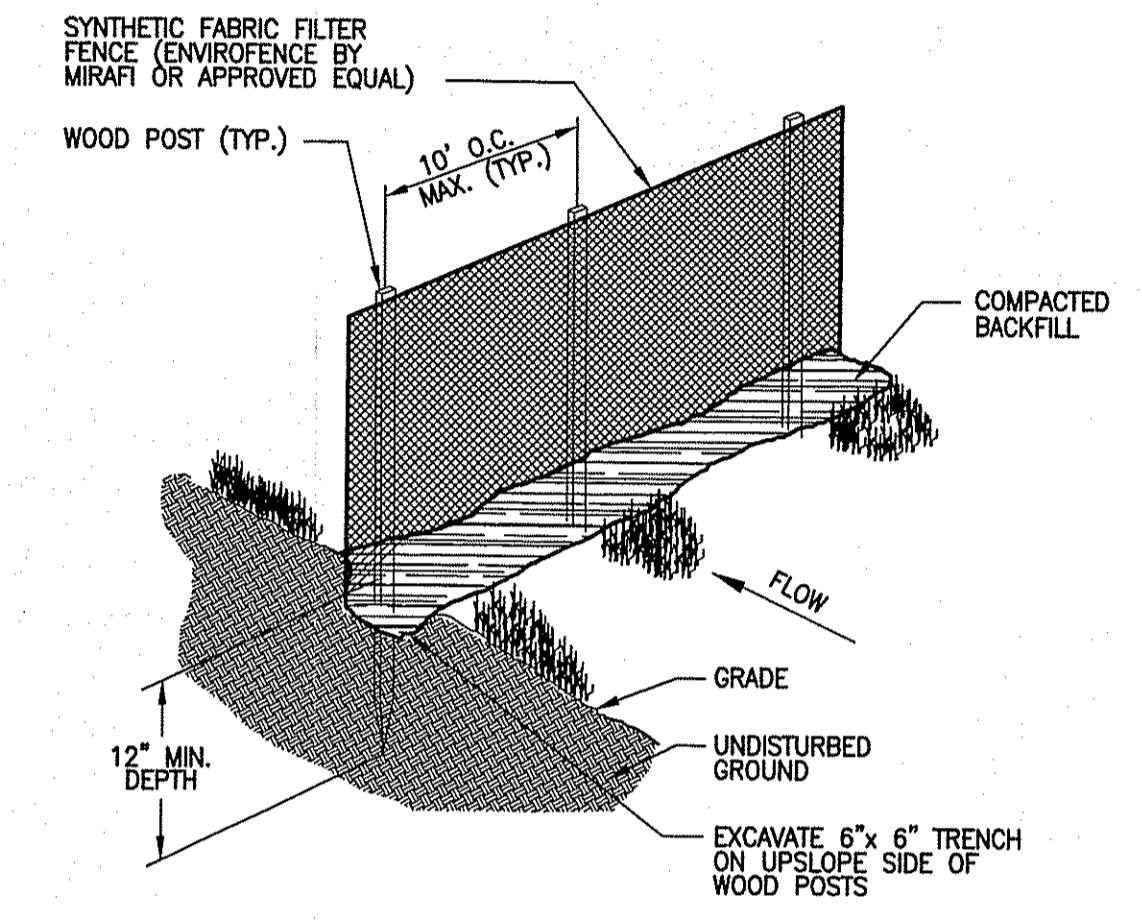 SYNTHETIC FABRIC FILTER
FENCE (ENVIROFENCE BY
MIRAFI OR APPROVED EQUAL)
WOOD POST (TYP.)
10' O.C.
MAX. (TYP.)
COMPACTED
BACKFILL
FLOW
GRADE
12" MIN.
DEPTH
UNDISTURBED
GROUND
EXCAVATE 6"x 6" TRENCH
ON UPSLOPE SIDE OF
WOOD POSTS